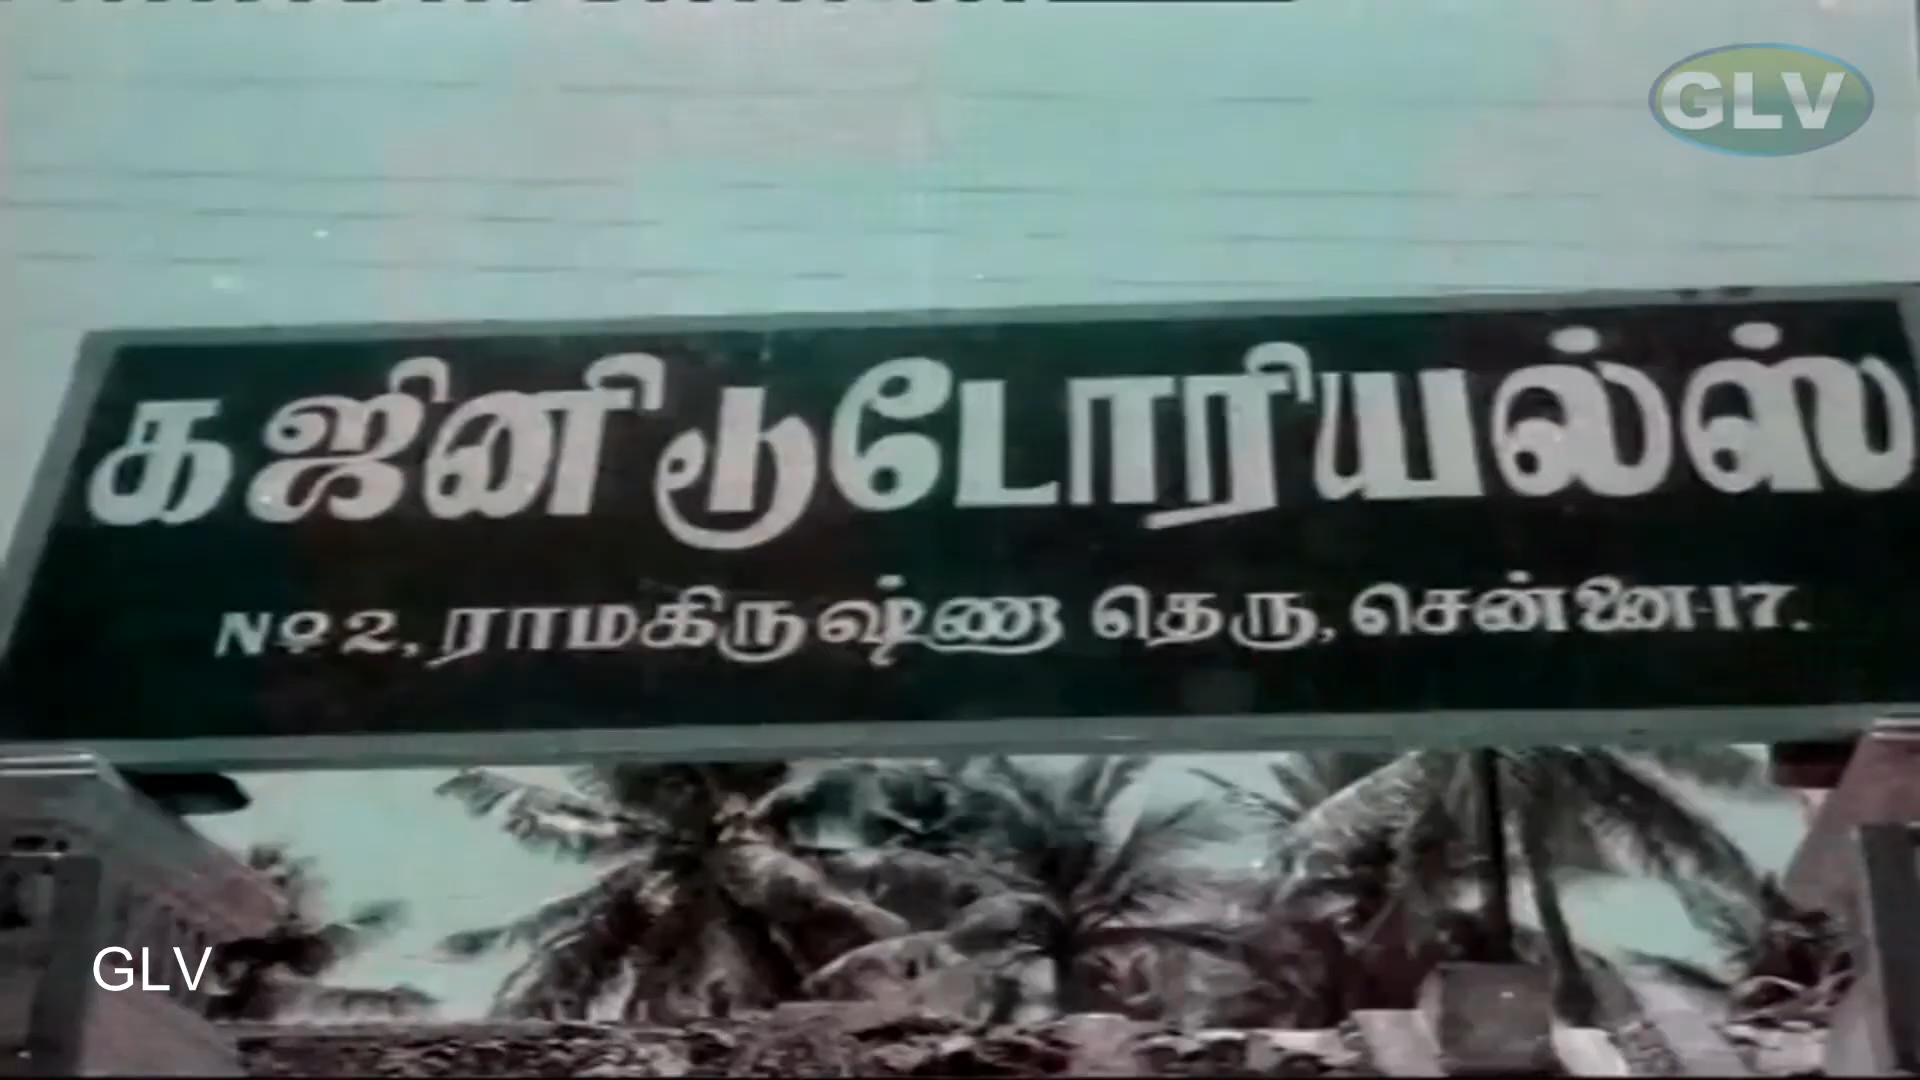 GLV
கஜினி டுடோரியல்ஸ்
No 2, ராமகிருஷ்ண தெரு, சென்னை-17.
GLV